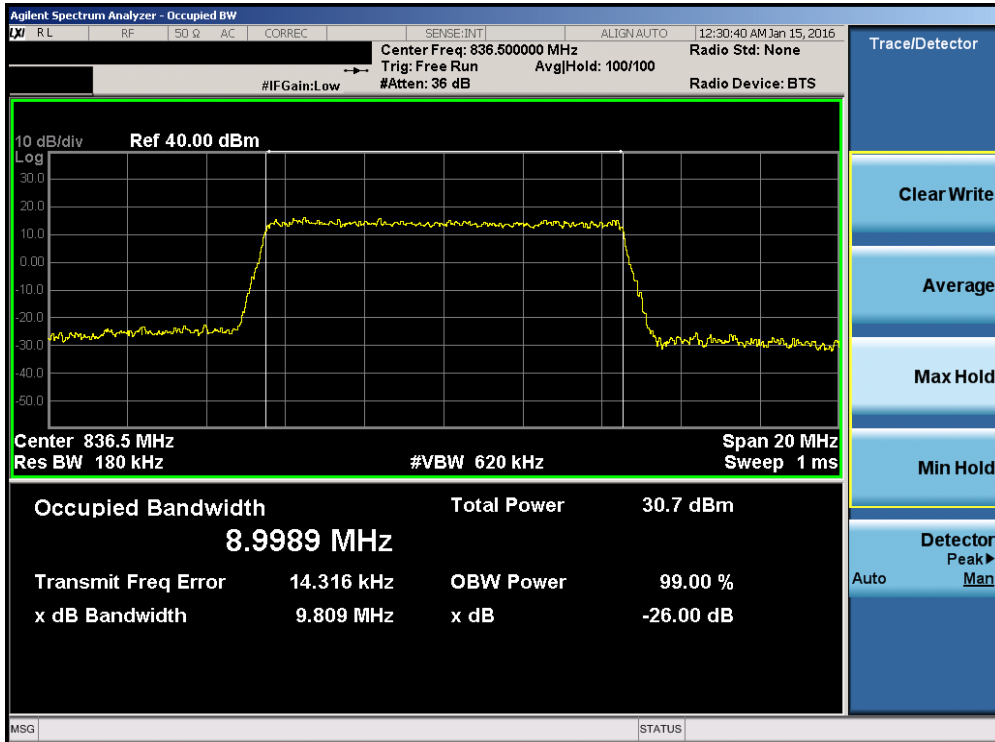 Agilent Spectrum Analyzer - Occupied BW
LXI RL RF 50 Ω AC CORREC SENSE:INT ALIGN AUTO 12:30:40 AM Jan 15, 2016
Center Freq: 836.500000 MHz Radio Std: None
Trig: Free Run Avg|Hold: 100/100
#IFGain:Low #Atten: 36 dB Radio Device: BTS
10 dB/div Ref 40.00 dBm
Log
30.0
20.0
10.0
0.00
-10.0
-20.0
-30.0
-40.0
-50.0
Center 836.5 MHz Span 20 MHz
Res BW 180 kHz #VBW 620 kHz Sweep 1 ms
Occupied Bandwidth Total Power 30.7 dBm
8.9989 MHz
Transmit Freq Error 14.316 kHz OBW Power 99.00 %
x dB Bandwidth 9.809 MHz x dB -26.00 dB
MSG STATUS
Trace/Detector
Clear Write
Average
Max Hold
Min Hold
Detector
Peak▶
Auto Man